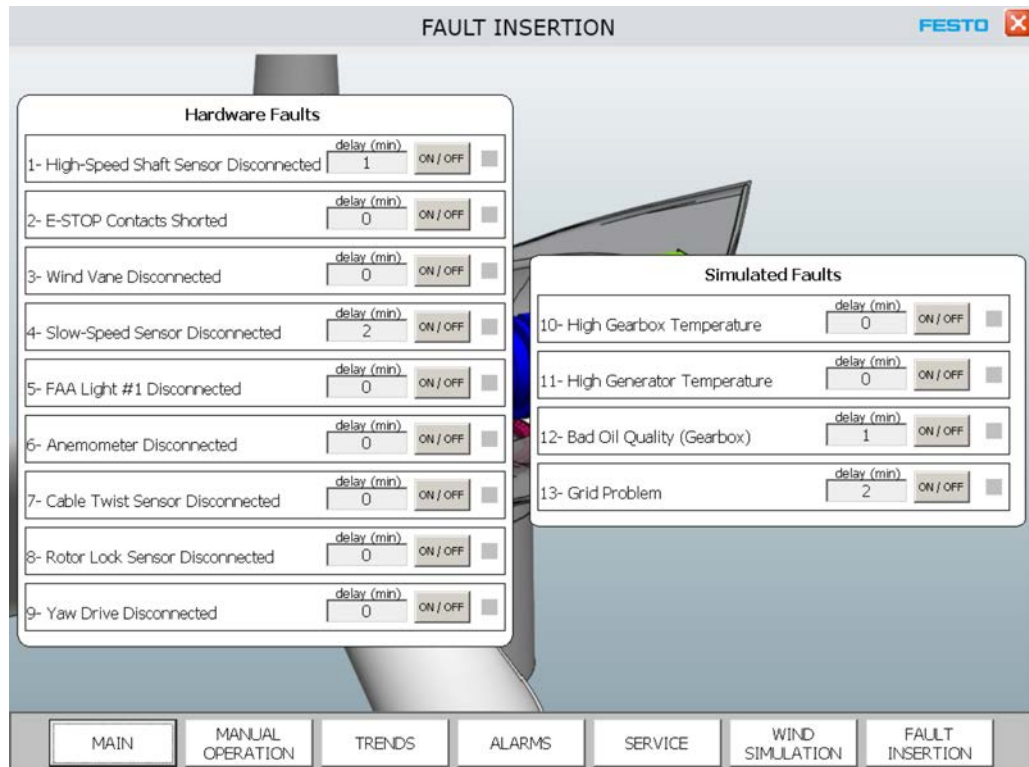 FAULT INSERTION
FESTO
Hardware Faults
delay (min)
1- High-Speed Shaft Sensor Disconnected 1 ON / OFF
delay (min)
2- E-STOP Contacts Shorted 0 ON / OFF
delay (min)
3- Wind Vane Disconnected 0 ON / OFF
delay (min)
4- Slow-Speed Sensor Disconnected 2 ON / OFF
delay (min)
5- FAA Light #1 Disconnected 0 ON / OFF
delay (min)
6- Anemometer Disconnected 0 ON / OFF
delay (min)
7- Cable Twist Sensor Disconnected 0 ON / OFF
delay (min)
8- Rotor Lock Sensor Disconnected 0 ON / OFF
delay (min)
9- Yaw Drive Disconnected 0 ON / OFF
Simulated Faults
delay (min)
10- High Gearbox Temperature 0 ON / OFF
delay (min)
11- High Generator Temperature 0 ON / OFF
delay (min)
12- Bad Oil Quality (Gearbox) 1 ON / OFF
delay (min)
13- Grid Problem 2 ON / OFF
MAIN
MANUAL
OPERATION
TRENDS
ALARMS
SERVICE
WIND
SIMULATION
FAULT
INSERTION